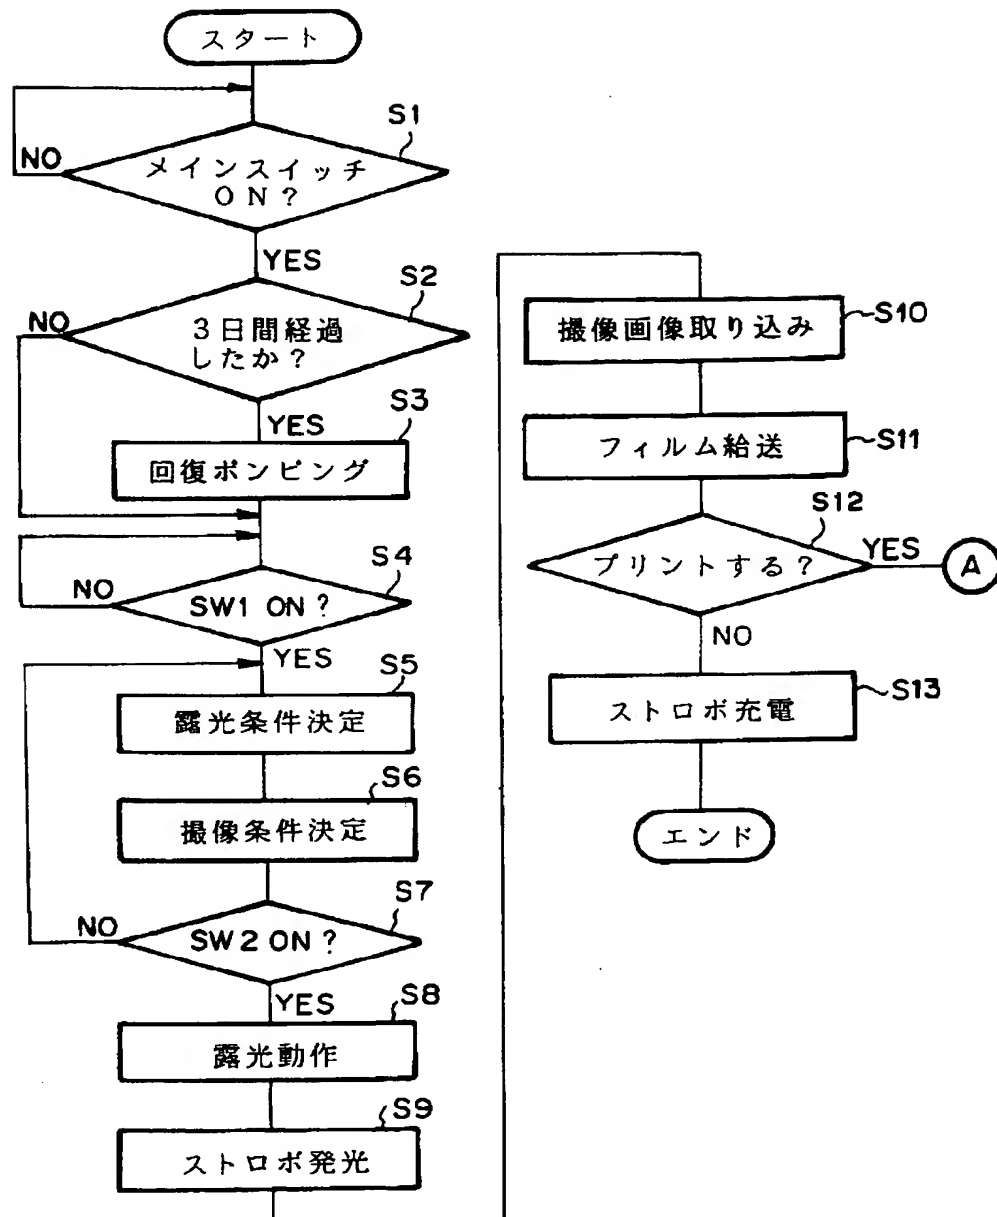 スタート
S1
NO
メインスイッチ
ON?
YES
S2
NO
3日間経過
したか?
YES
S3
回復ポンピング
S4
NO
SW1 ON?
YES
S5
露光条件決定
S6
撮像条件決定
S7
NO
SW2 ON?
YES
S8
露光動作
S9
ストロボ発光
撮像画像取り込み
S10
フィルム給送
S11
S12
プリントする?
YES
A
NO
ストロボ充電
S13
エンド